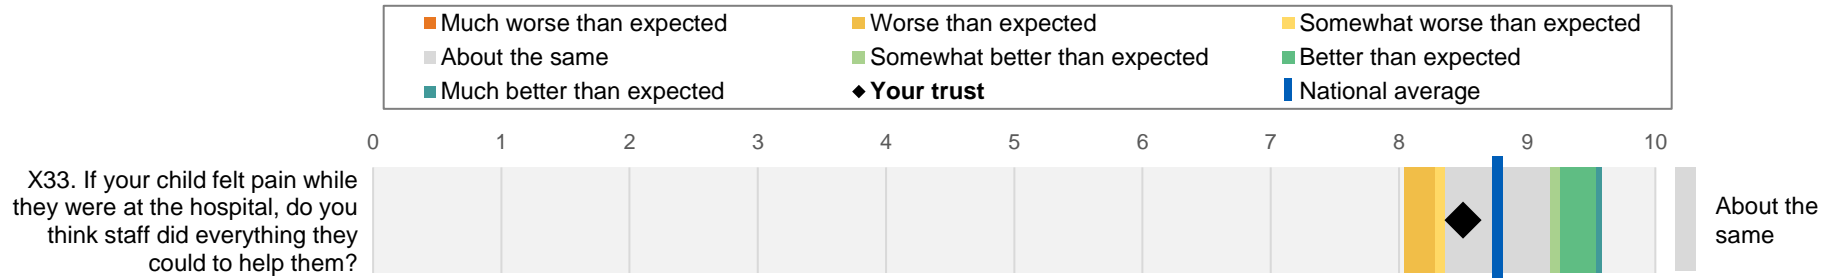 Much worse than expected
Worse than expected
Somewhat worse than expected
About the same
Somewhat better than expected
Better than expected
Much better than expected
Your trust
National average
0 1 2 3 4 5 6 7 8 9 10
X33. If your child felt pain while
they were at the hospital, do you
think staff did everything they
could to help them?
About the
same